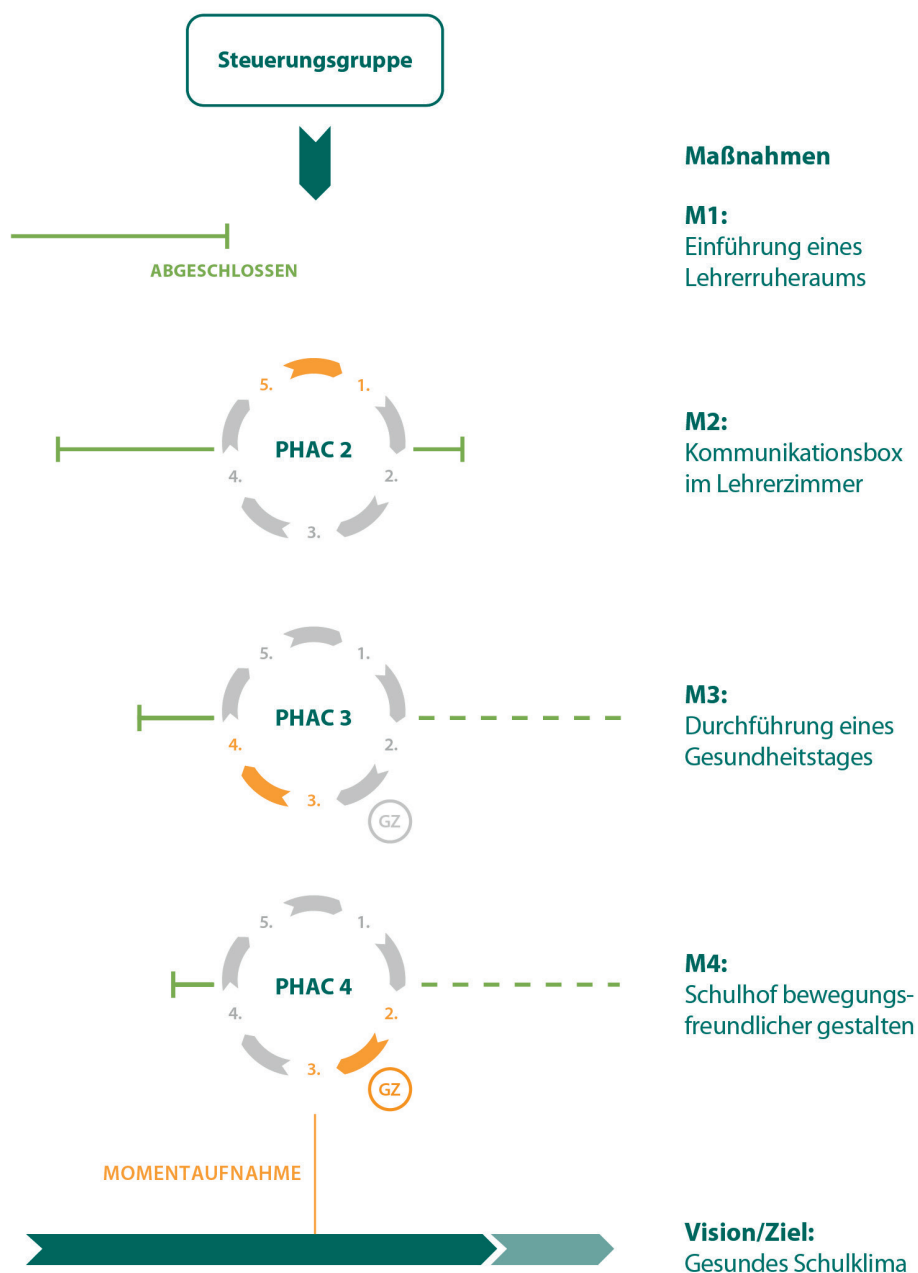 Steuerungsgruppe
Maßnahmen
M1:
Einführung eines
Lehrerruheraums
ABGESCHLOSSEN
5.
1.
PHAC 2
4.
2.
3.
M2:
Kommunikationsbox
im Lehrerzimmer
5.
1.
PHAC 3
4.
2.
3.
GZ
M3:
Durchführung eines
Gesundheitstages
5.
1.
PHAC 4
4.
2.
3.
GZ
M4:
Schulhof bewegungs-
freundlicher gestalten
MOMENTAUFNAHME
Vision/Ziel:
Gesundes Schulklima